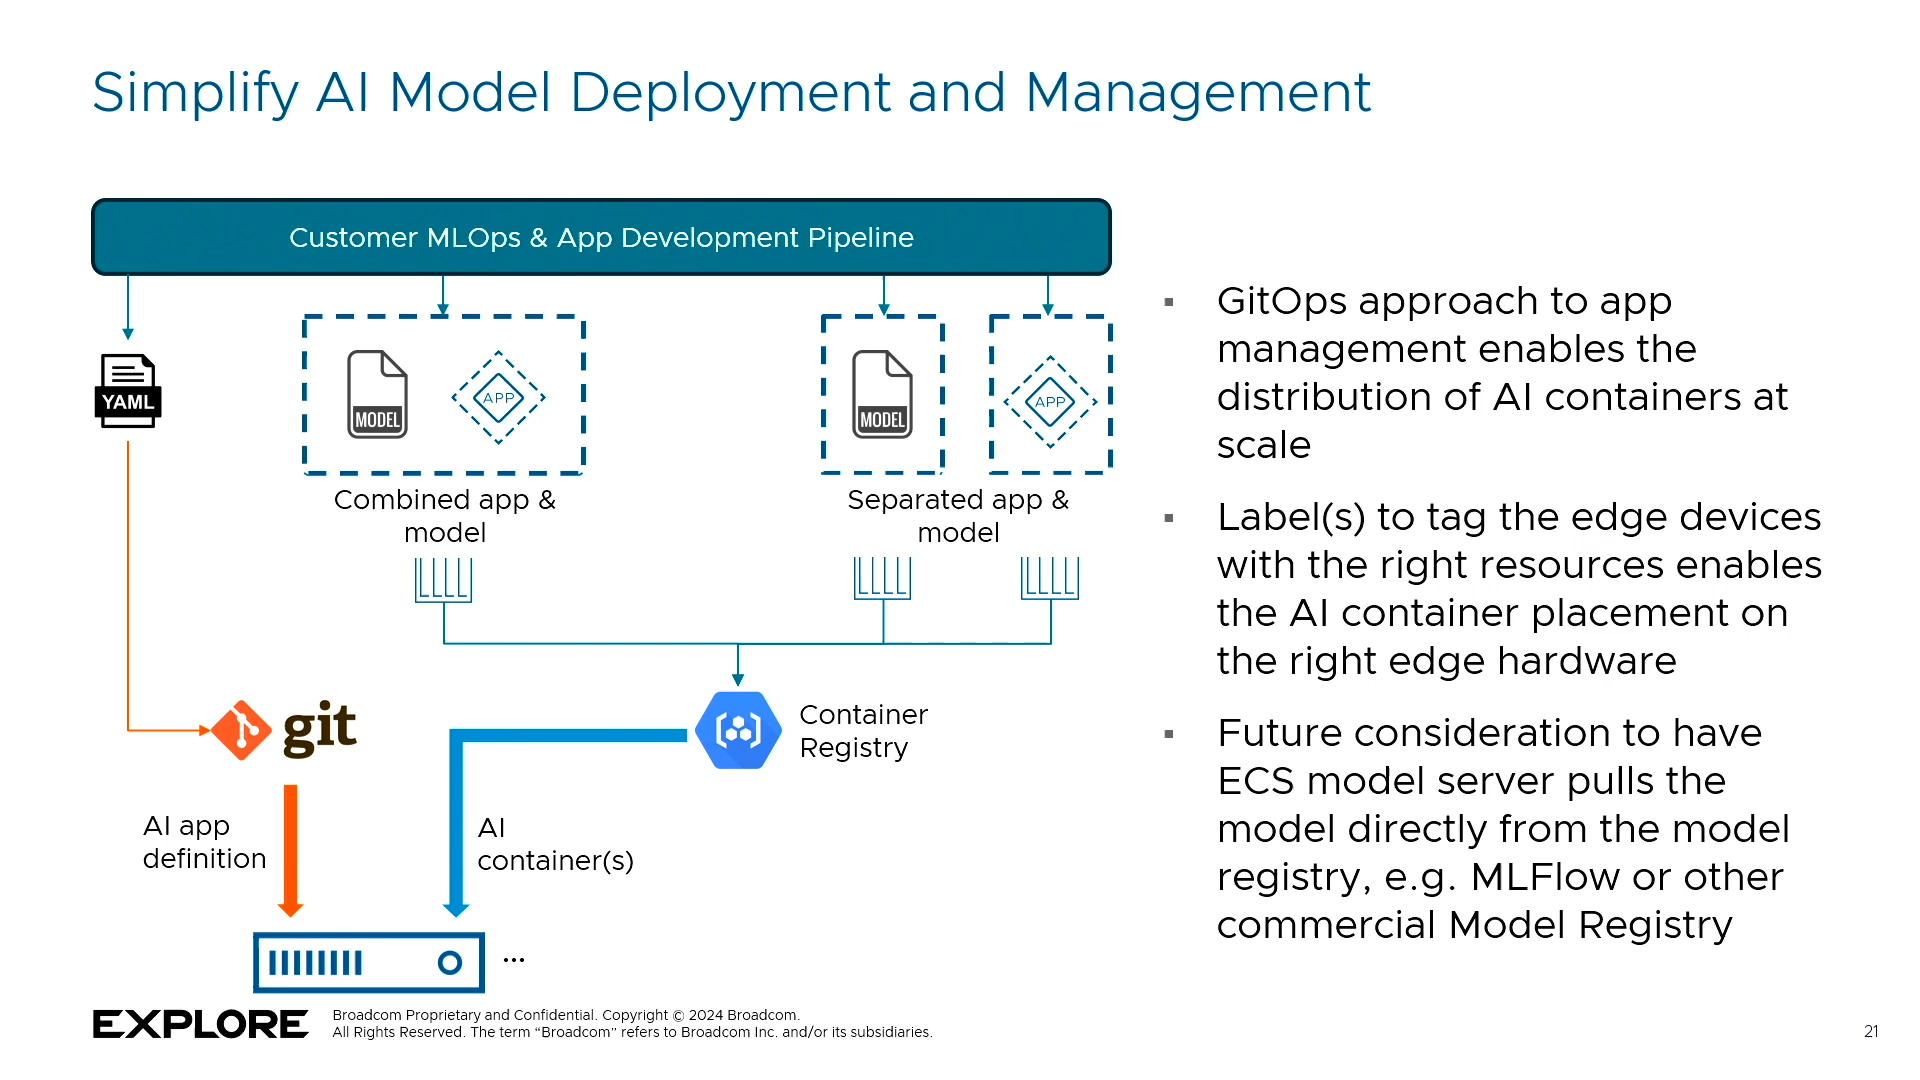 Simplify AI Model Deployment and Management
Customer MLOps & App Development Pipeline
YAML
MODEL
APP
MODEL
APP
Combined app &
model
Separated app &
model
git
Container
Registry
AI app
definition
AI
container(s)
...
▪ GitOps approach to app
management enables the
distribution of AI containers at
scale
▪ Label(s) to tag the edge devices
with the right resources enables
the AI container placement on
the right edge hardware
▪ Future consideration to have
ECS model server pulls the
model directly from the model
registry, e.g. MLFlow or other
commercial Model Registry
EXPLORE
Broadcom Proprietary and Confidential. Copyright © 2024 Broadcom.
All Rights Reserved. The term “Broadcom” refers to Broadcom Inc. and/or its subsidiaries.
21